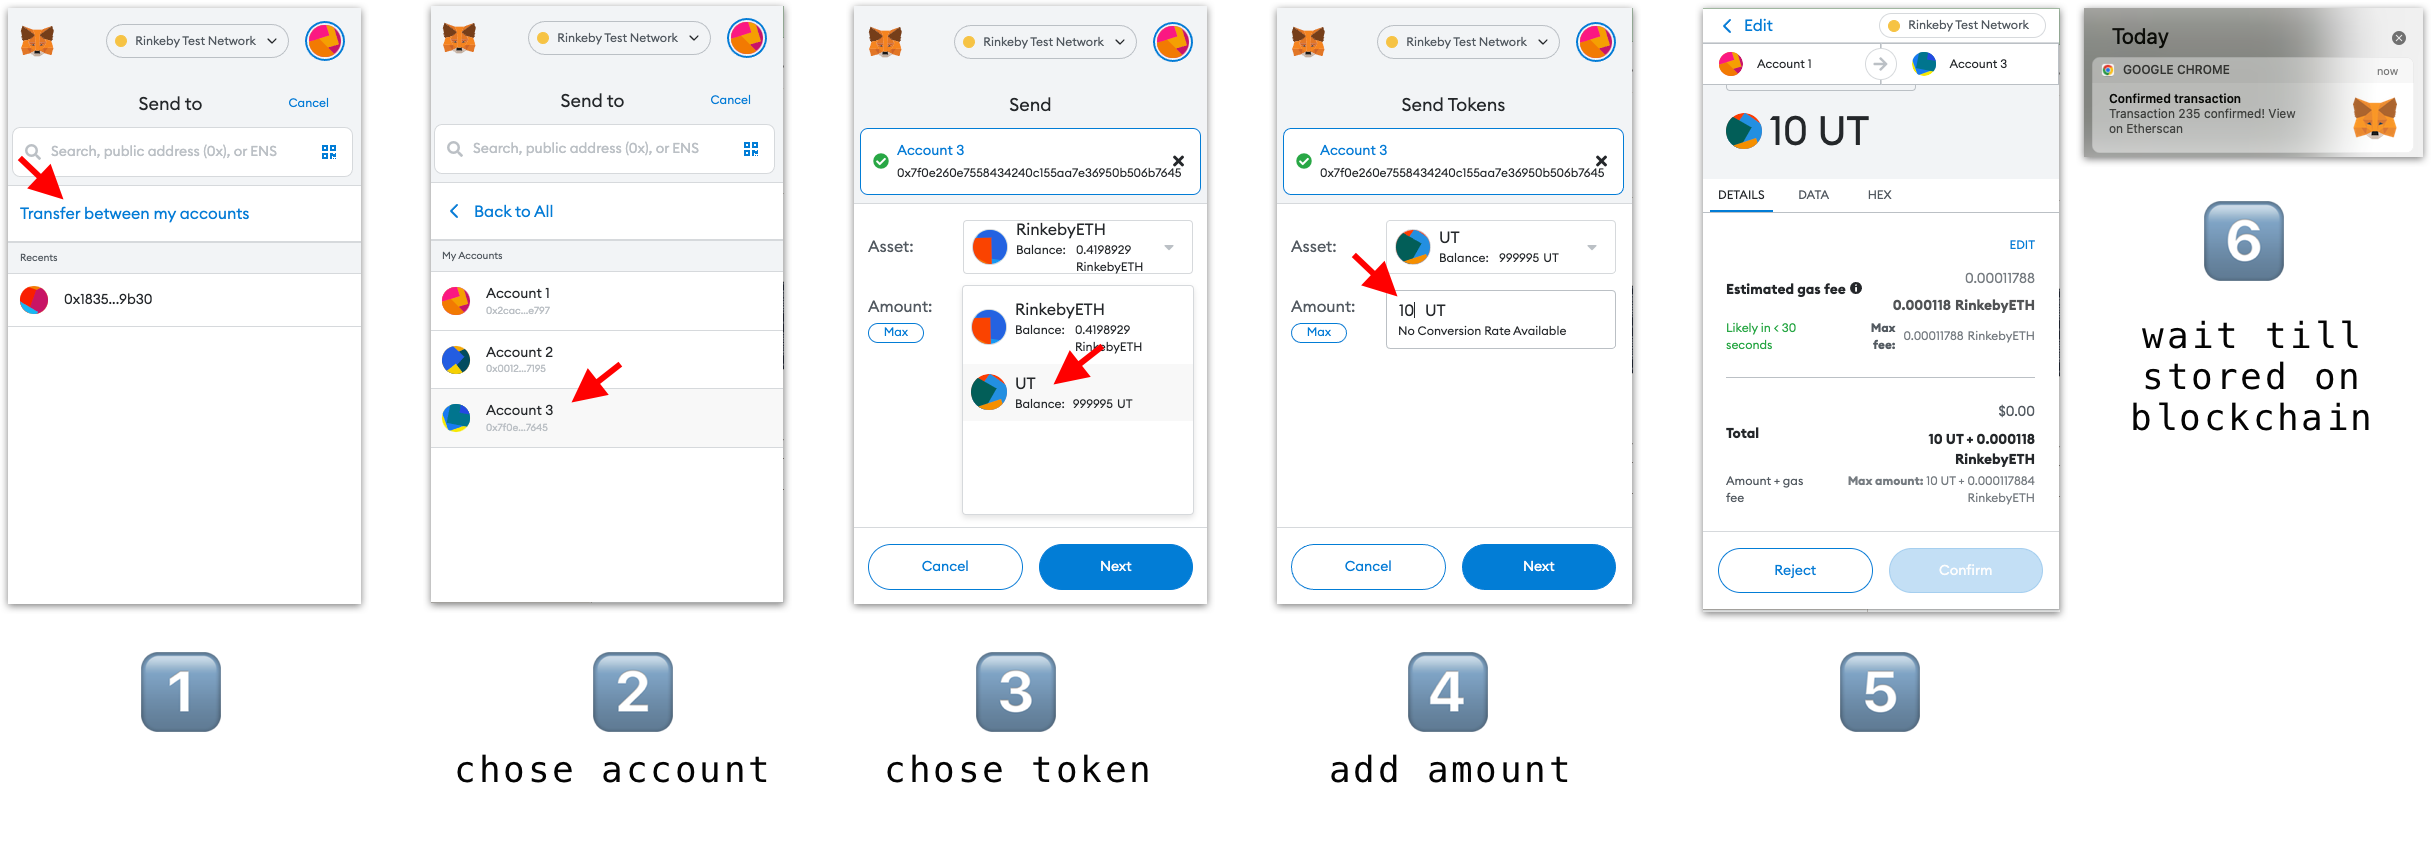 Rinkeby Test Network
Send to
Cancel
Search, public address (0x), or ENS
Transfer between my accounts
Recents
0x1835...9b30
1
Rinkeby Test Network
Send to
Cancel
Search, public address (0x), or ENS
Back to All
My Accounts
Account 1
0x2cac...e797
Account 2
0x0012...7195
Account 3
0x7f0e...7645
2
chose account
Rinkeby Test Network
Send
Account 3
0x7f0e260e7558434240c155aa7e36950b506b7645
Asset:
RinkebyETH
Balance: 0.4198929
RinkebyETH
Amount:
Max
RinkebyETH
Balance: 0.4198929
RinkebyETH
UT
Balance: 999995 UT
Cancel
Next
3
chose token
Rinkeby Test Network
Send Tokens
Account 3
0x7f0e260e7558434240c155aa7e36950b506b7645
Asset:
UT
Balance: 999995 UT
Amount:
Max
10 UT
No Conversion Rate Available
Cancel
Next
4
add amount
Edit
Rinkeby Test Network
Account 1
Account 3
10 UT
DETAILS
DATA
HEX
EDIT
0.00011788
Estimated gas fee
0.000118 RinkebyETH
Likely in < 30
seconds
Max
fee:
0.00011788 RinkebyETH
$0.00
Total
10 UT + 0.000118
RinkebyETH
Amount + gas
fee
Max amount: 10 UT + 0.000117884
RinkebyETH
Reject
Confirm
5
Today
GOOGLE CHROME
now
Confirmed transaction
Transaction 235 confirmed! View
on Etherscan
6
wait till
stored on
blockchain